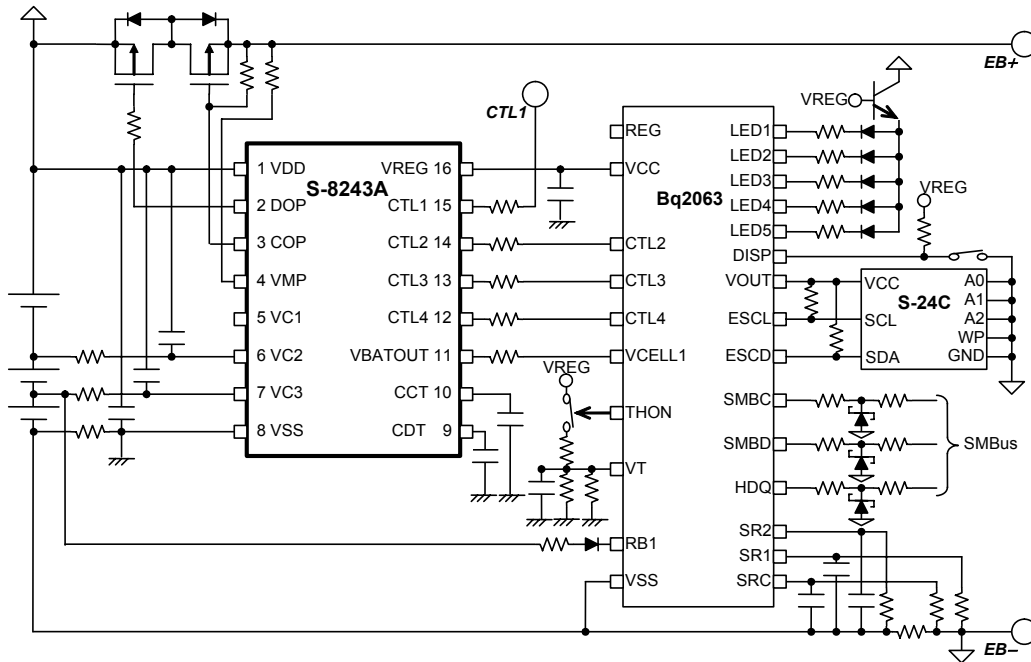 EB+
CTL1
VREG
REG
LED1
1 VDD
VREG 16
VCC
LED2
S-8243A
Bq2063
LED3
VREG
2 DOP
CTL1 15
LED4
LED5
3 COP
CTL2 14
CTL2
DISP
4 VMP
CTL3 13
CTL3
VOUT
VCC
A0
S-24C
A1
5 VC1
CTL4 12
CTL4
ESCL
SCL
A2
WP
6 VC2
VBATOUT 11
VCELL1
ESCD
SDA
GND
VREG
7 VC3
CCT 10
THON
SMBC
8 VSS
CDT 9
SMBD
SMBus
VT
HDQ
SR2
RB1
SR1
VSS
SRC
EB−